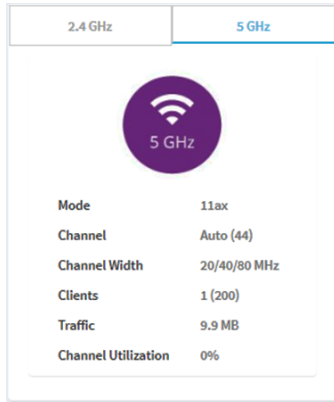 2.4 GHz 5 GHz
5 GHz
Mode 11ax
Channel Auto (44)
Channel Width 20/40/80 MHz
Clients 1 (200)
Traffic 9.9 MB
Channel Utilization 0%